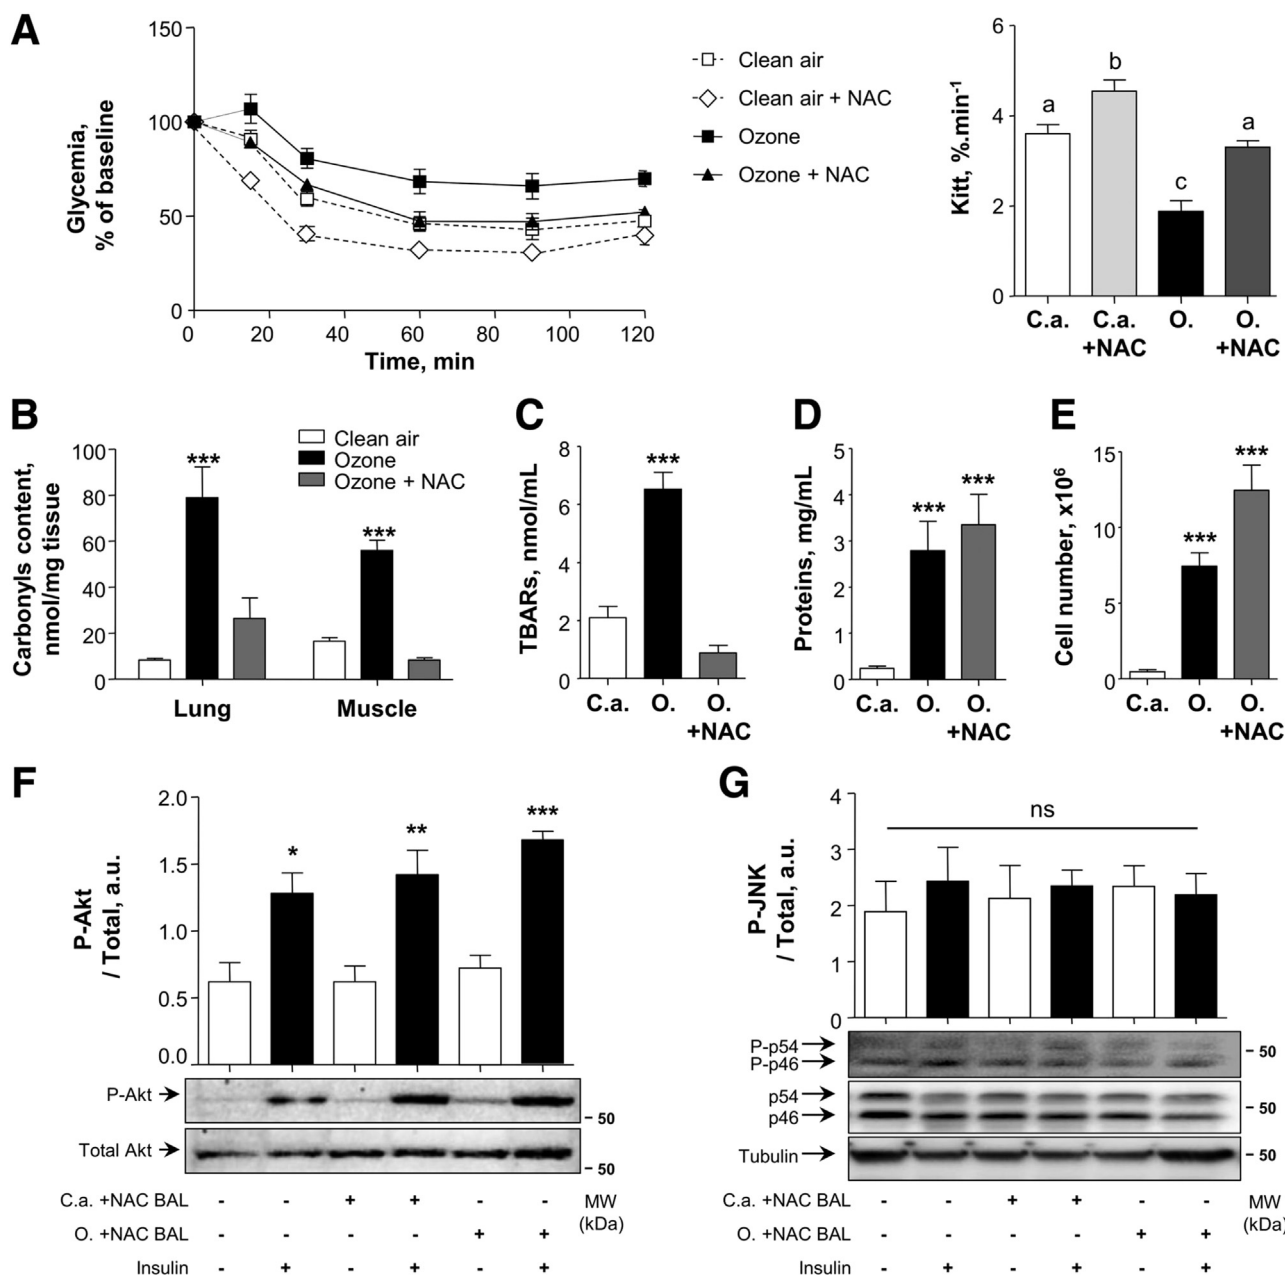 A
150
100
50
0
Glycemia,
% of baseline
0 20 40 60 80 100 120
Time, min
Clean air
Clean air + NAC
Ozone
Ozone + NAC
6
4
2
0
Kitt, %.min-1
a
b
c
a
C.a. C.a. +NAC O. O. +NAC
B
Clean air
Ozone
Ozone + NAC
100
80
60
40
20
0
Carbonyls content,
nmol/mg tissue
***
***
Lung Muscle
C
8
6
4
2
0
TBARs, nmol/mL
***
C.a. O. O. +NAC
D
5
4
3
2
1
0
Proteins, mg/mL
***
***
C.a. O. O. +NAC
E
15
10
5
0
Cell number, x10⁶
***
***
C.a. O. O. +NAC
F
2.0
1.5
1.0
0.5
0.0
P-Akt
/ Total, a.u.
*
**
***
P-Akt
- 50
Total Akt
- 50
C.a. +NAC BAL - - + + - - MW
(kDa)
O. +NAC BAL - - - - + +
Insulin - + - + - +
G
4
3
2
1
0
P-JNK
/ Total, a.u.
ns
P-p54
P-p46
- 50
p54
p46
- 50
Tubulin
- 50
C.a. +NAC BAL - - + + - - MW
(kDa)
O. +NAC BAL - - - - + +
Insulin - + - + - +